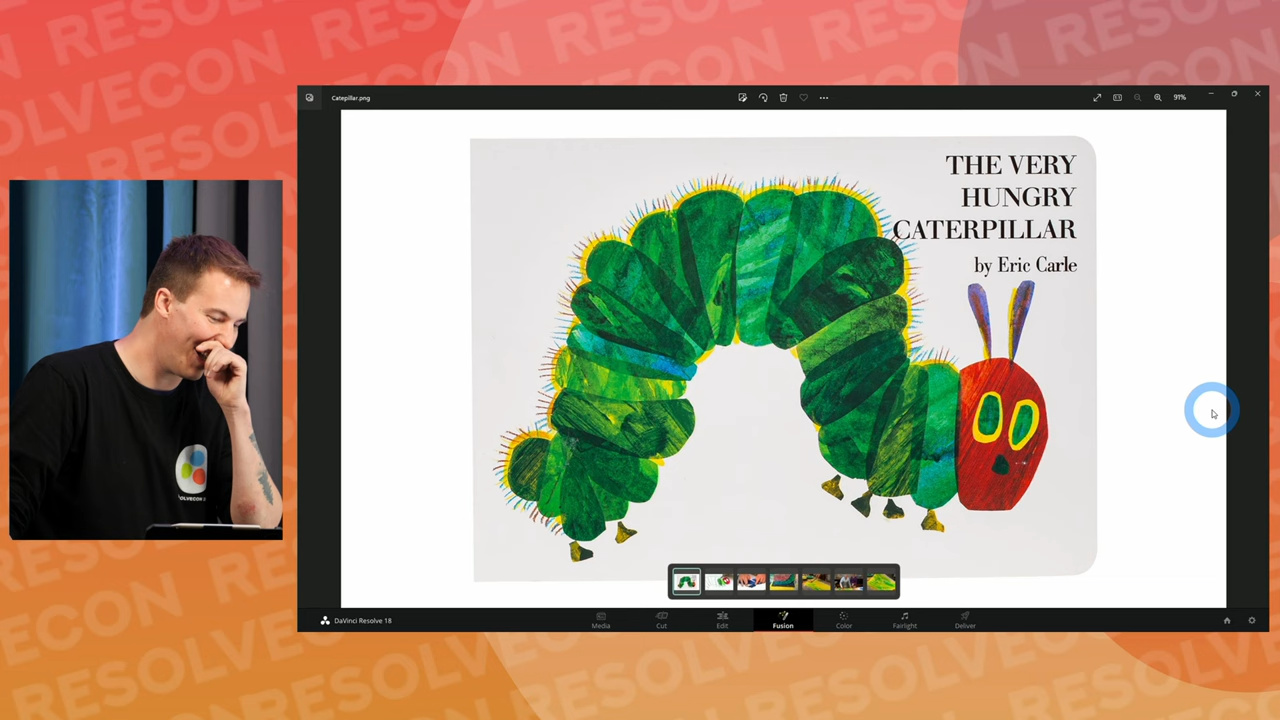 RESOLVECON
Catepillar.png
91%
THE VERY
HUNGRY
CATERPILLAR
by Eric Carle
DaVinci Resolve 18
Media
Cut
Edit
Fusion
Color
Fairlight
Deliver